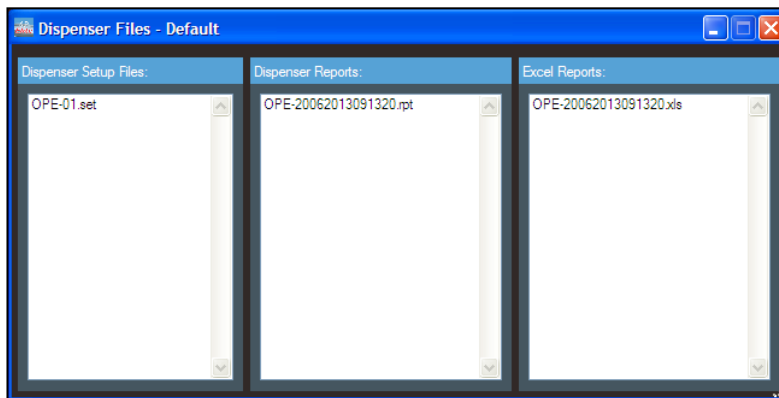 Dispenser Files - Default
Dispenser Setup Files:
Dispenser Reports:
Excel Reports:
OPE-01.set
OPE-20062013091320.rpt
OPE-20062013091320.xls